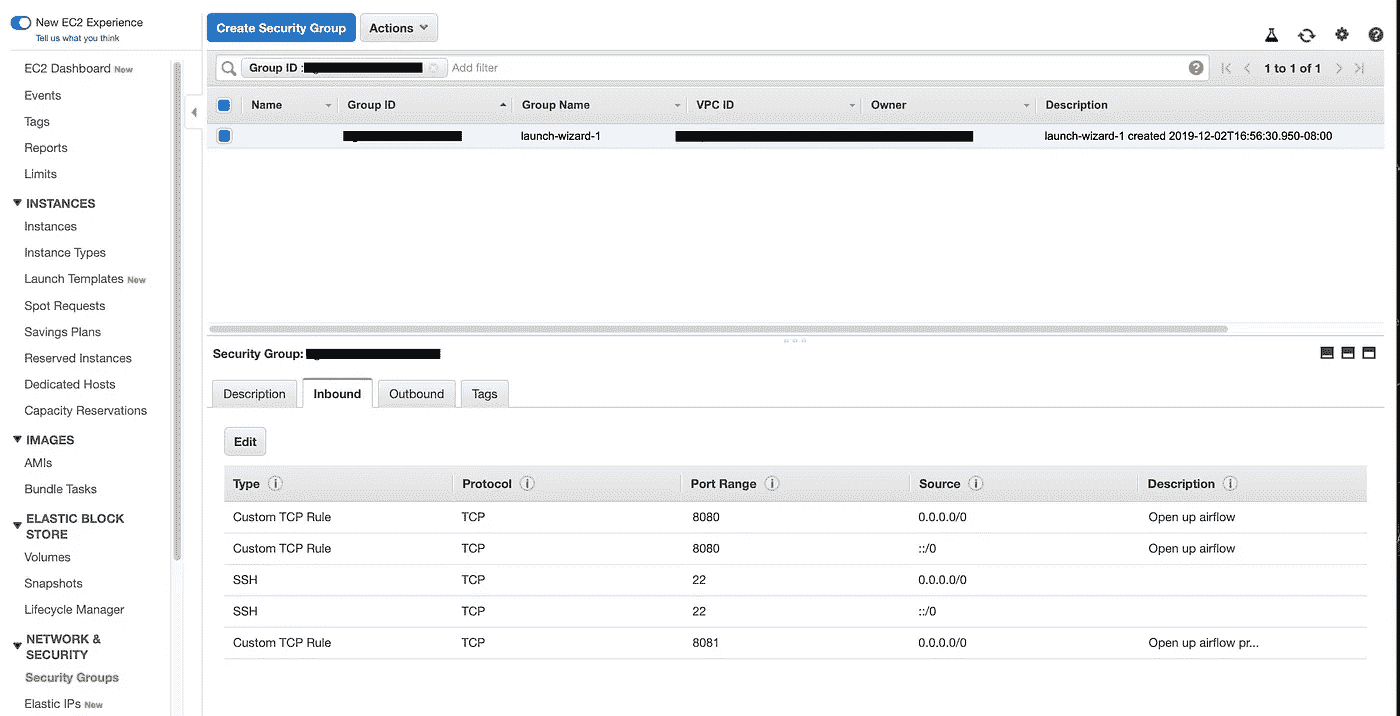 New EC2 Experience
Tell us what you think
EC2 Dashboard New
Events
Tags
Reports
Limits
INSTANCES
Instances
Instance Types
Launch Templates New
Spot Requests
Savings Plans
Reserved Instances
Dedicated Hosts
Capacity Reservations
IMAGES
AMIs
Bundle Tasks
ELASTIC BLOCK
STORE
Volumes
Snapshots
Lifecycle Manager
NETWORK &
SECURITY
Security Groups
Elastic IPs New
Create Security Group Actions
Group ID : Add filter 1 to 1 of 1
Name Group ID Group Name VPC ID Owner Description
launch-wizard-1 launch-wizard-1 created 2019-12-02T16:56:30.950-08:00
Security Group:
Description Inbound Outbound Tags
Edit
Type Protocol Port Range Source Description
Custom TCP Rule TCP 8080 0.0.0.0/0 Open up airflow
Custom TCP Rule TCP 8080 ::/0 Open up airflow
SSH TCP 22 0.0.0.0/0
SSH TCP 22 ::/0
Custom TCP Rule TCP 8081 0.0.0.0/0 Open up airflow pr...